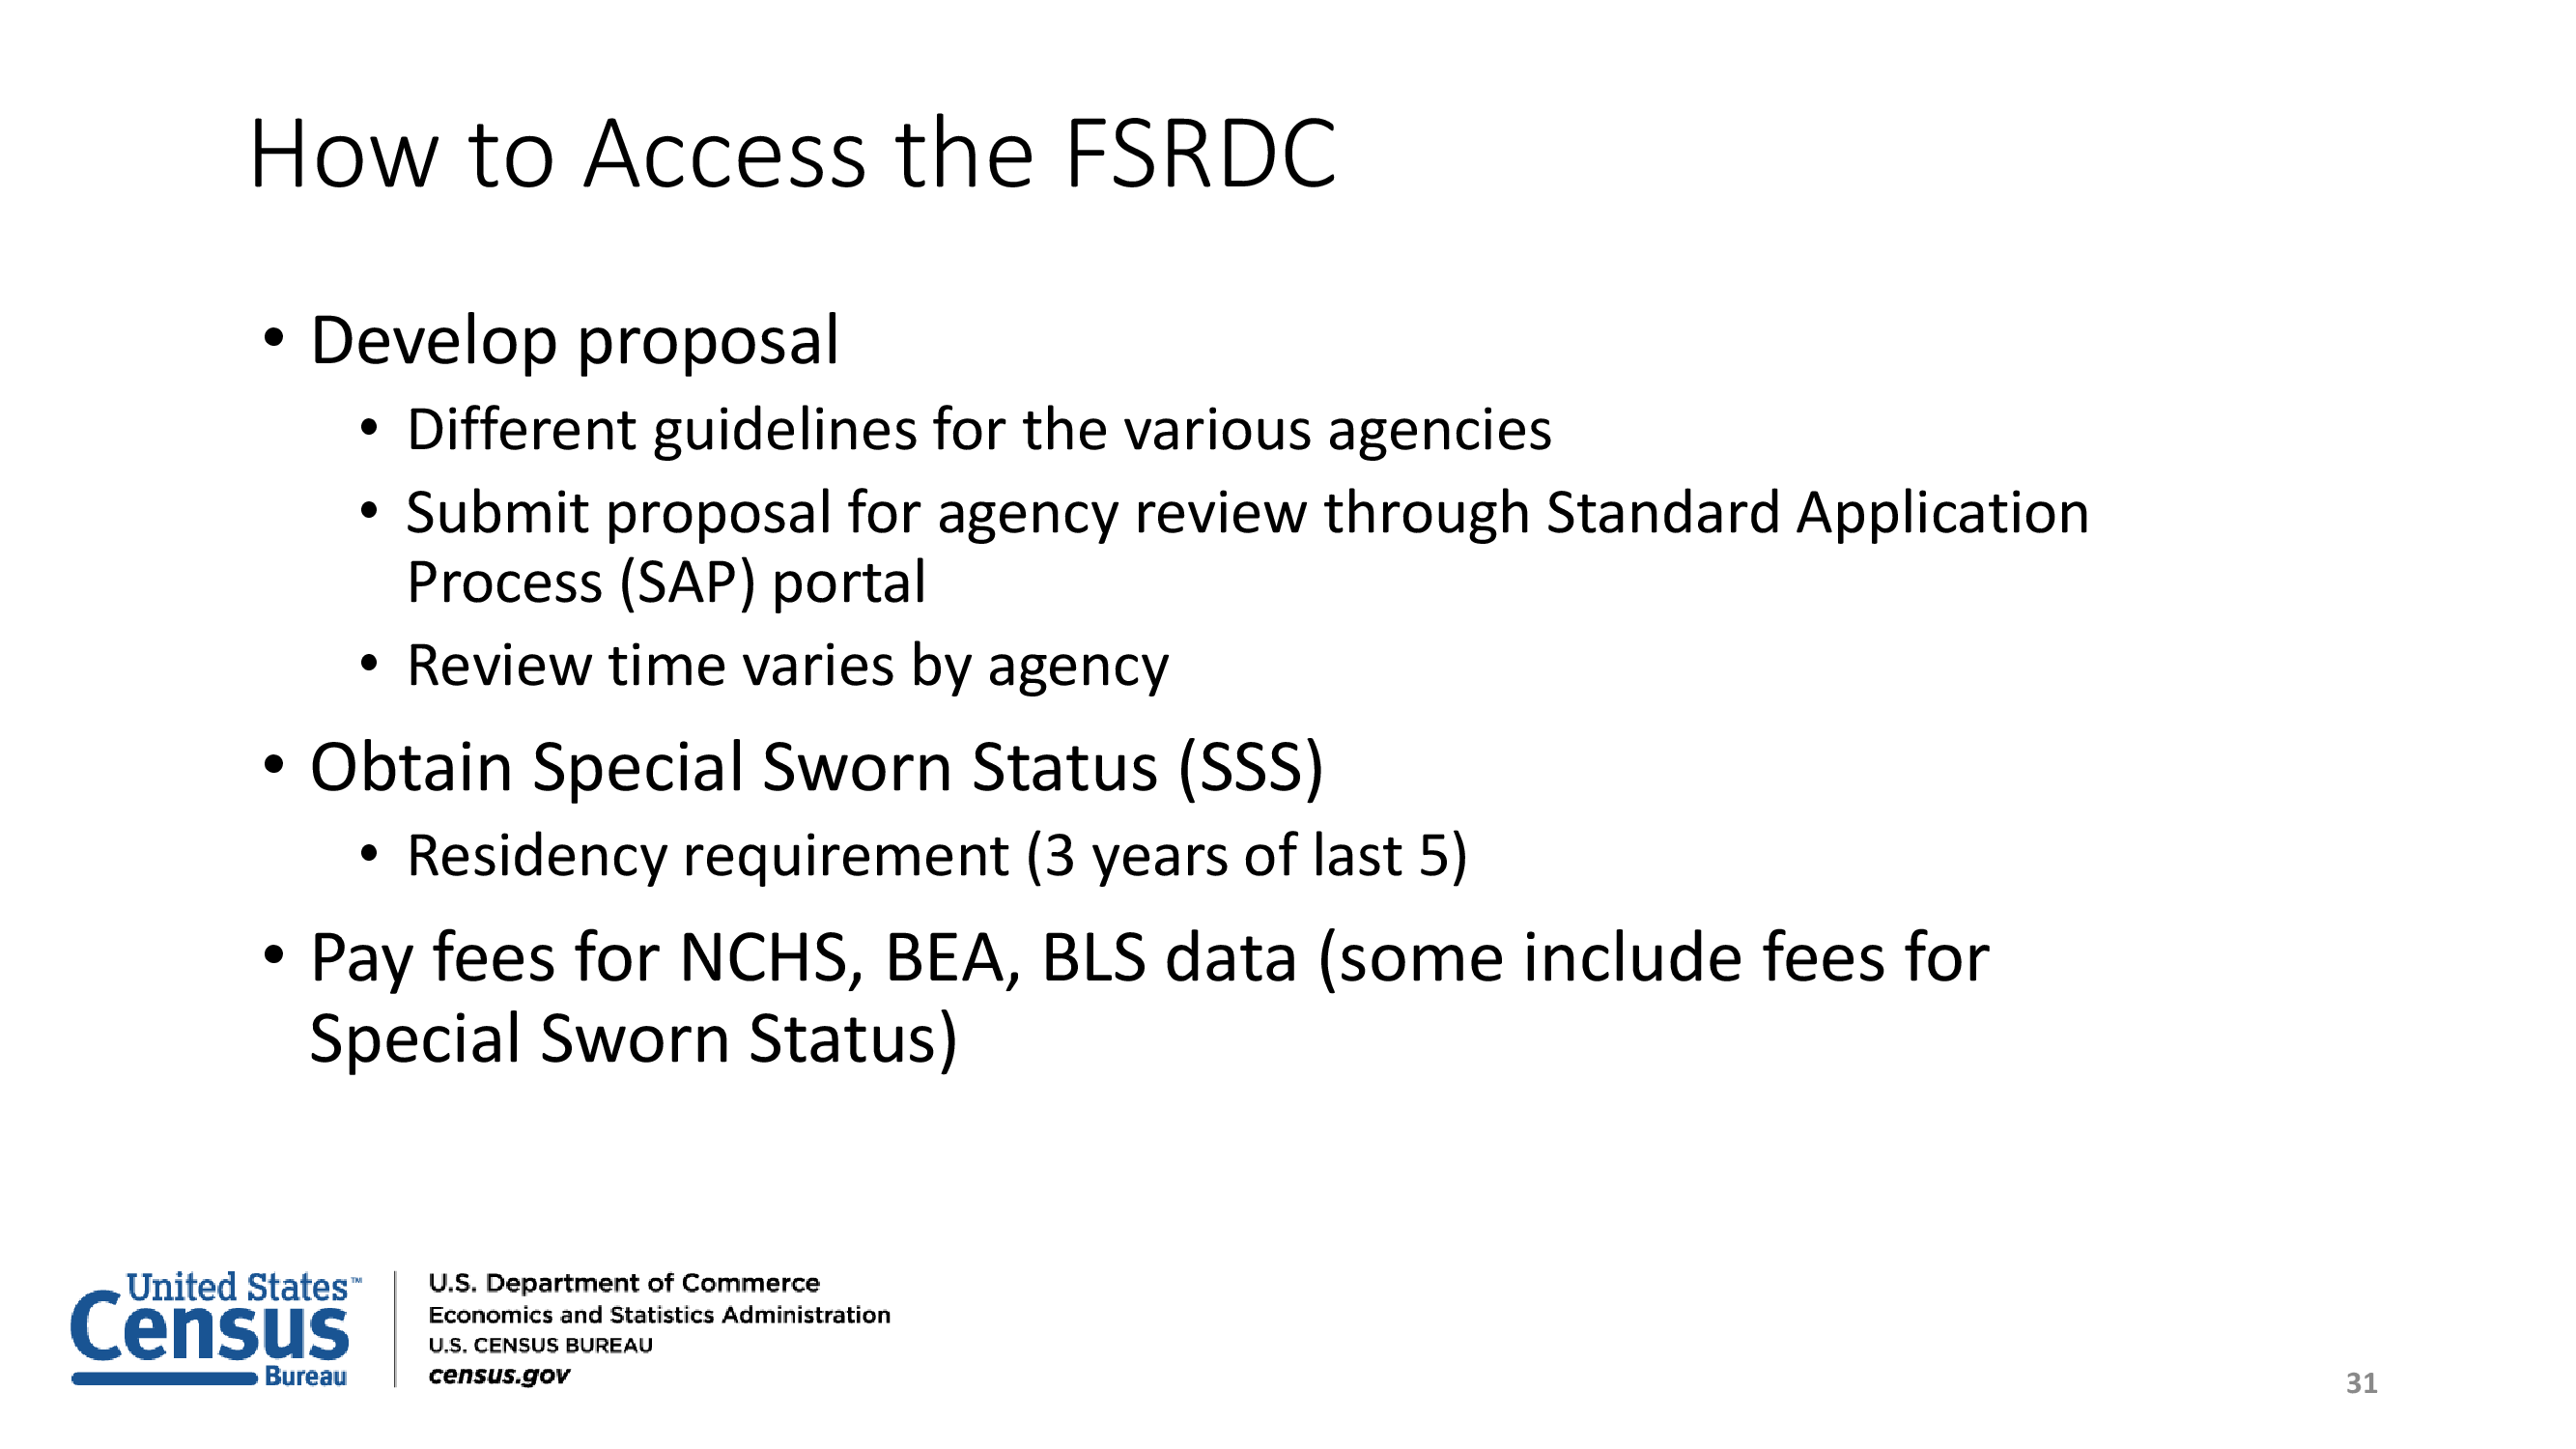 How to Access the FSRDC
• Develop proposal
• Different guidelines for the various agencies
• Submit proposal for agency review through Standard Application
Process (SAP) portal
• Review time varies by agency
• Obtain Special Sworn Status (SSS)
• Residency requirement (3 years of last 5)
• Pay fees for NCHS, BEA, BLS data (some include fees for
Special Sworn Status)
United States™
Census
Bureau
U.S. Department of Commerce
Economics and Statistics Administration
U.S. CENSUS BUREAU
census.gov
31